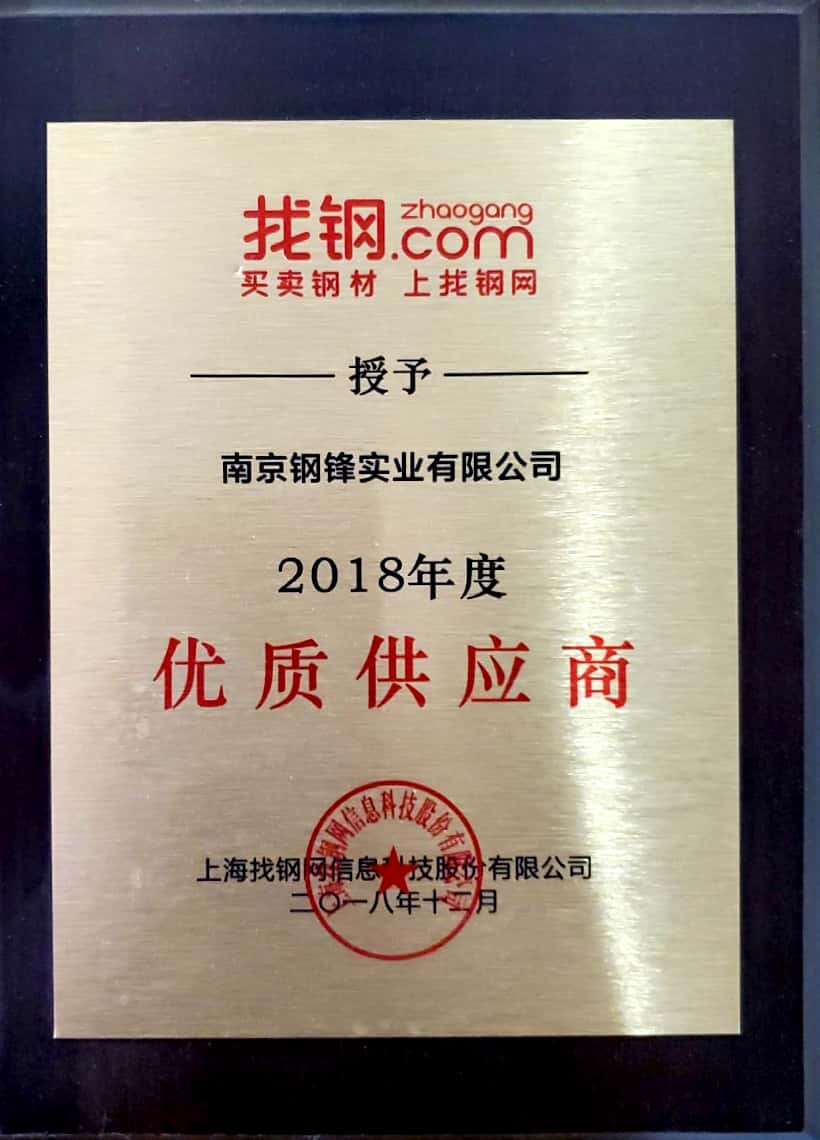 找钢 zhaogang
.com
买卖钢材 上找钢网
授予
南京钢锋实业有限公司
2018年度
优质供应商
上海找钢网信息科技股份有限公司
二〇一八年十二月